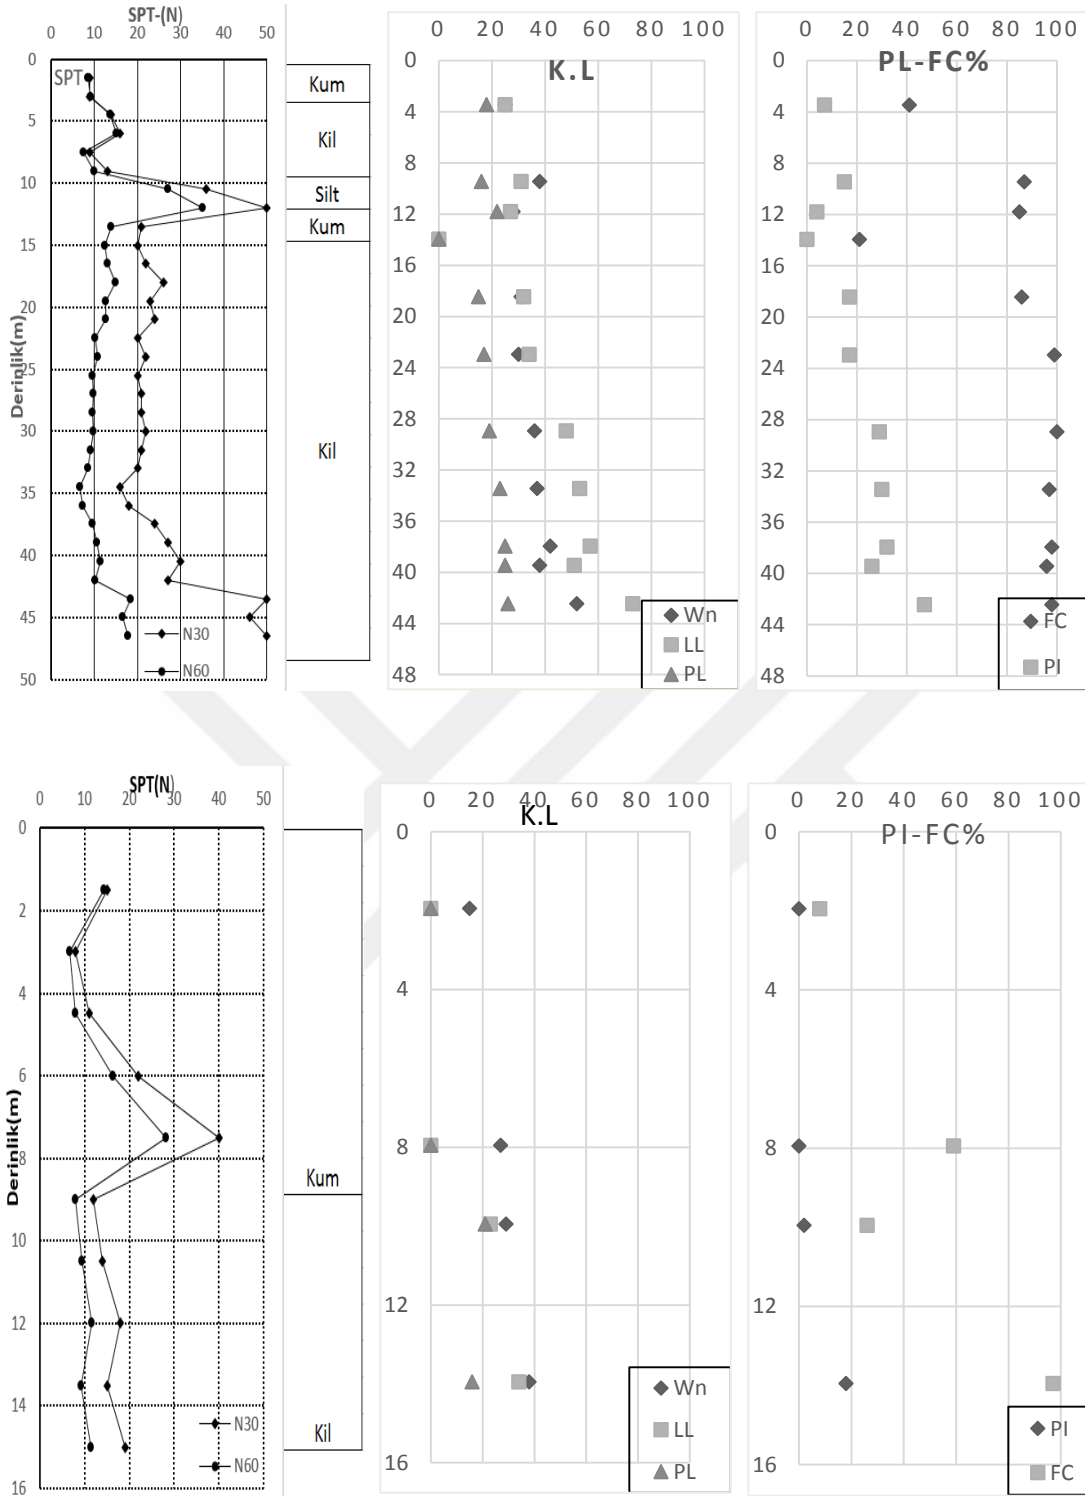 SPT-(N)
0 10 20 30 40 50
0
5
10
15
20
25
30
35
40
45
50
SPT
Derinlik(m)
N30
N60
Kum
Kil
Silt
Kum
Kil
0 20 40 60 80 100
K.L
0
4
8
12
16
20
24
28
32
36
40
44
48
Wn
LL
PL
0 20 40 60 80 100
PL-FC%
0
4
8
12
16
20
24
28
32
36
40
44
48
FC
PI
SPT(N)
0 10 20 30 40 50
0
2
4
6
8
10
12
14
16
Derinlik(m)
N30
N60
Kum
Kil
0 20 40 60 80 100
K.L
0
4
8
12
16
Wn
LL
PL
0 20 40 60 80 100
PI-FC%
0
4
8
12
16
PI
FC